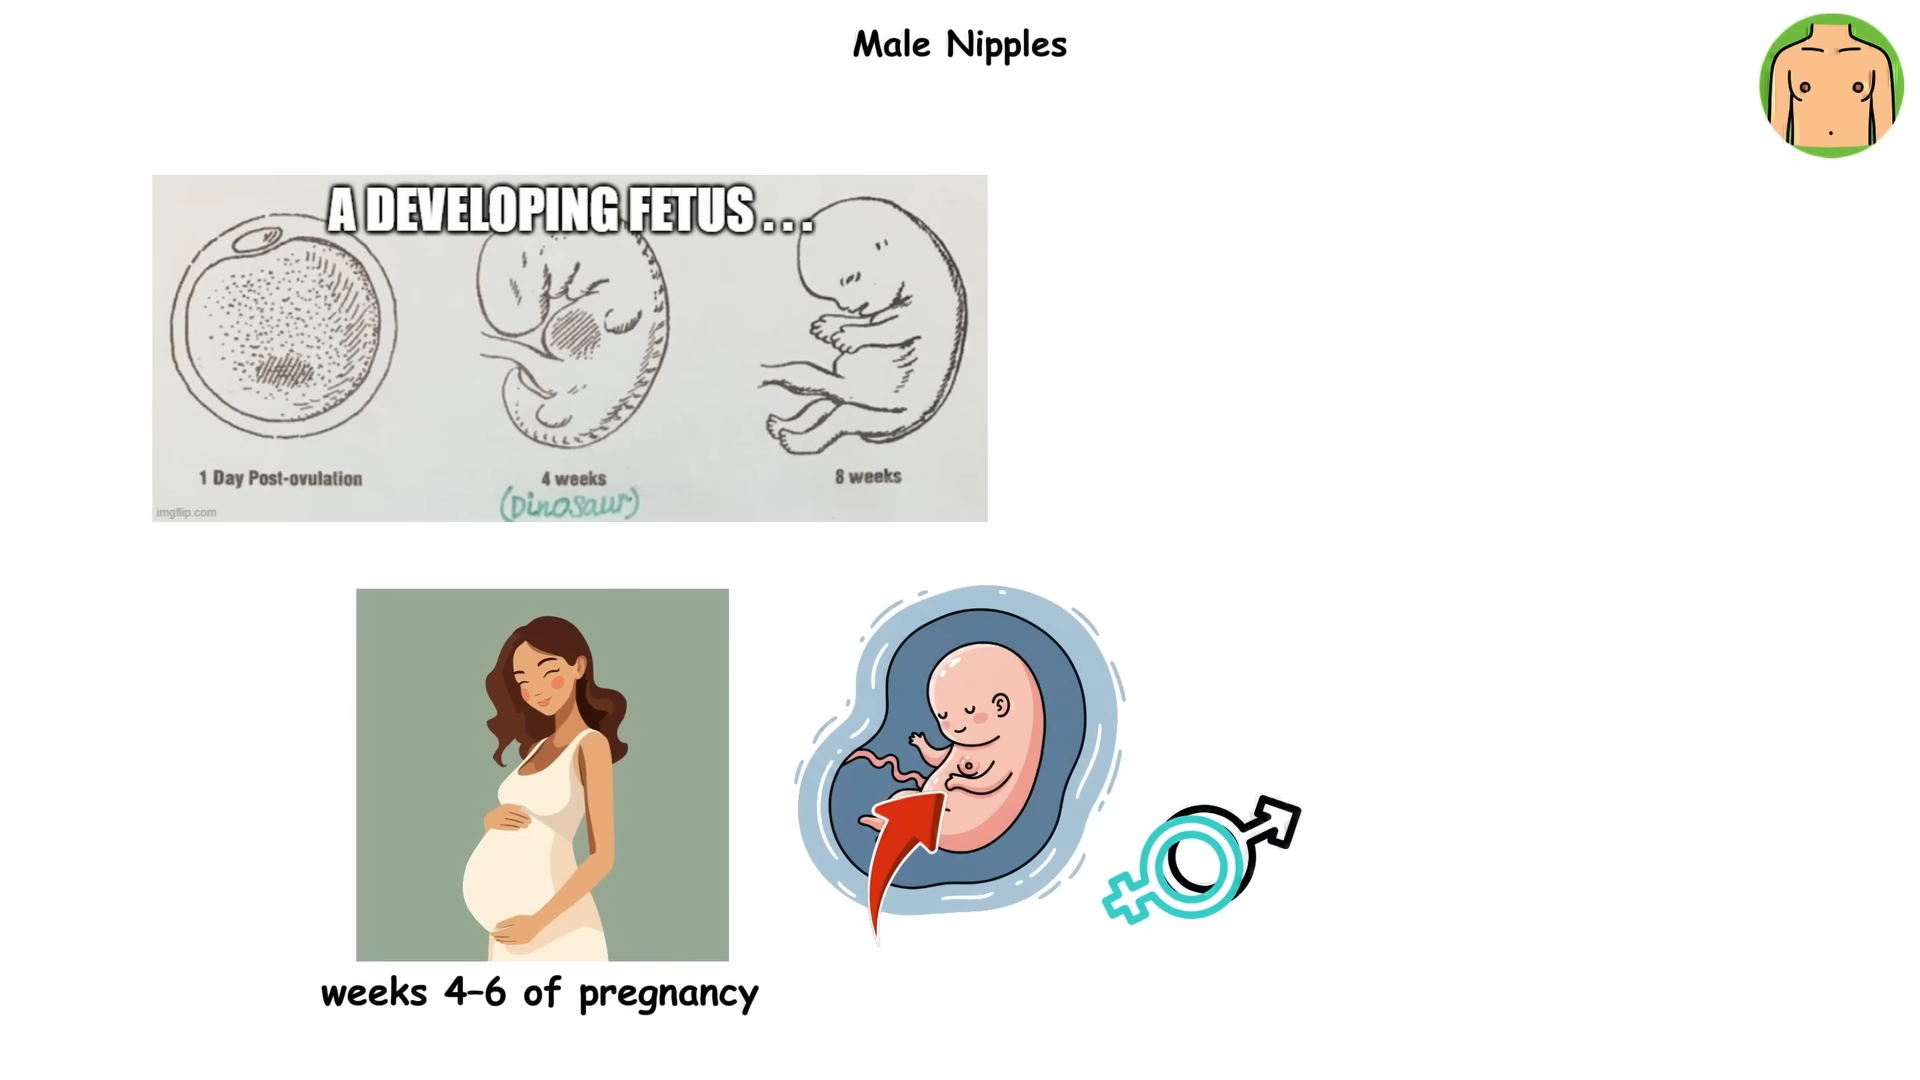 Male Nipples
A DEVELOPING FETUS . . .
1 Day Post-ovulation
4 weeks
8 weeks
(Dinosaur)
imgflip.com
weeks 4-6 of pregnancy